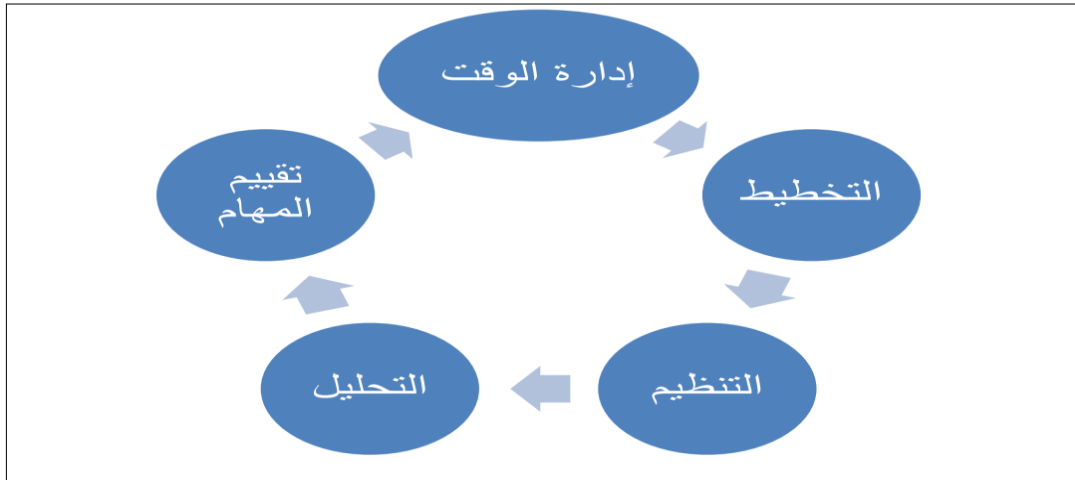 إدارة الوقت
التخطيط
التنظيم
التحليل
تقييم
المهام